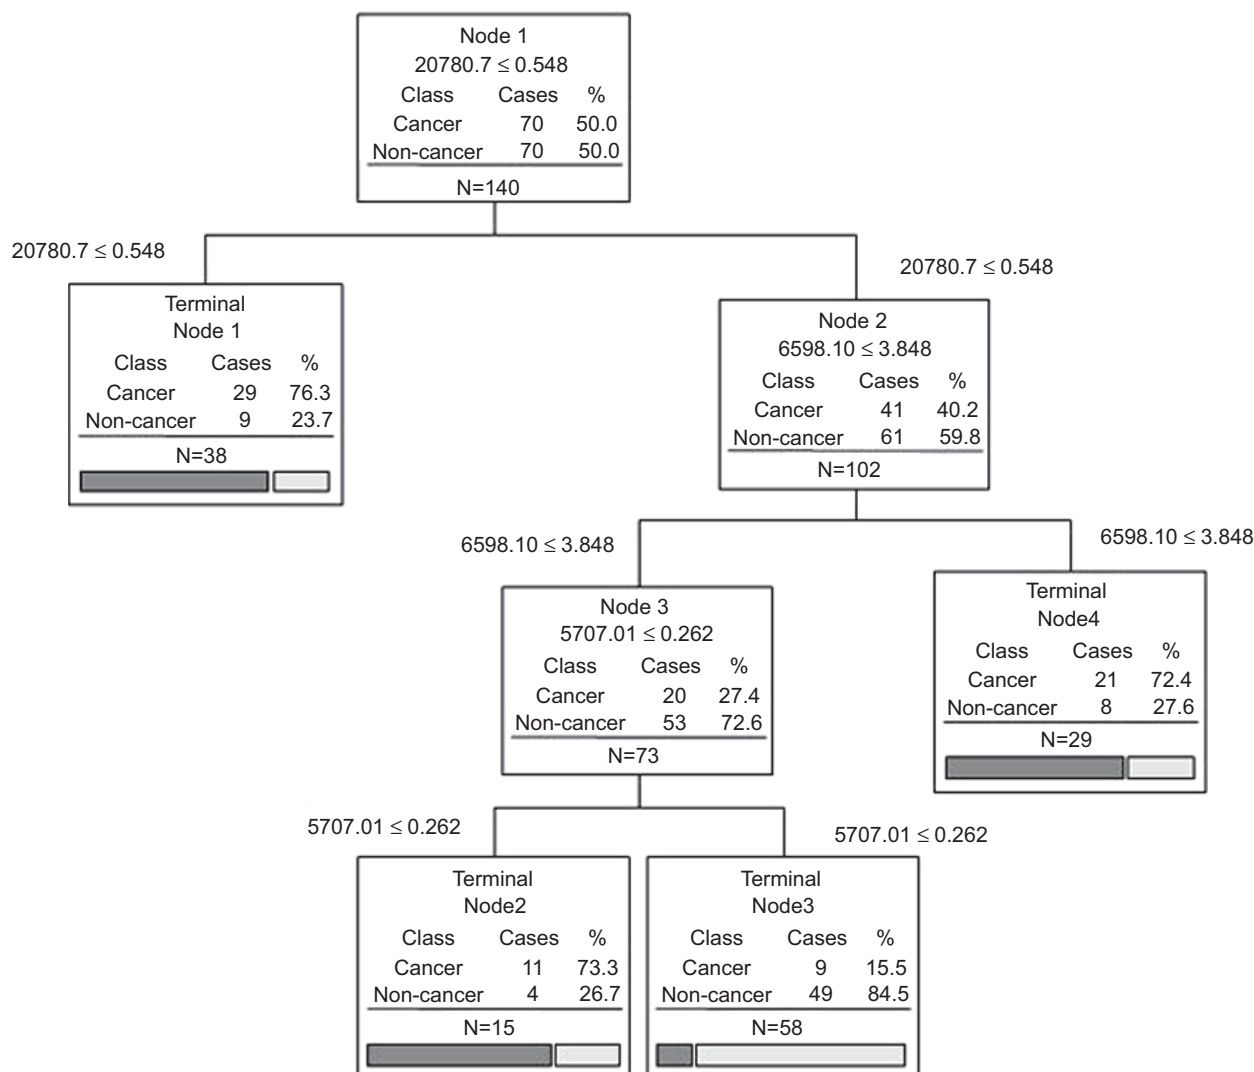 Node 1
20780.7 ≤ 0.548
Class Cases %
Cancer 70 50.0
Non-cancer 70 50.0
N=140
20780.7 ≤ 0.548
20780.7 ≤ 0.548
Terminal
Node 1
Class Cases %
Cancer 29 76.3
Non-cancer 9 23.7
N=38
Node 2
6598.10 ≤ 3.848
Class Cases %
Cancer 41 40.2
Non-cancer 61 59.8
N=102
6598.10 ≤ 3.848
6598.10 ≤ 3.848
Node 3
5707.01 ≤ 0.262
Class Cases %
Cancer 20 27.4
Non-cancer 53 72.6
N=73
Terminal
Node4
Class Cases %
Cancer 21 72.4
Non-cancer 8 27.6
N=29
5707.01 ≤ 0.262
5707.01 ≤ 0.262
Terminal
Node2
Class Cases %
Cancer 11 73.3
Non-cancer 4 26.7
N=15
Terminal
Node3
Class Cases %
Cancer 9 15.5
Non-cancer 49 84.5
N=58